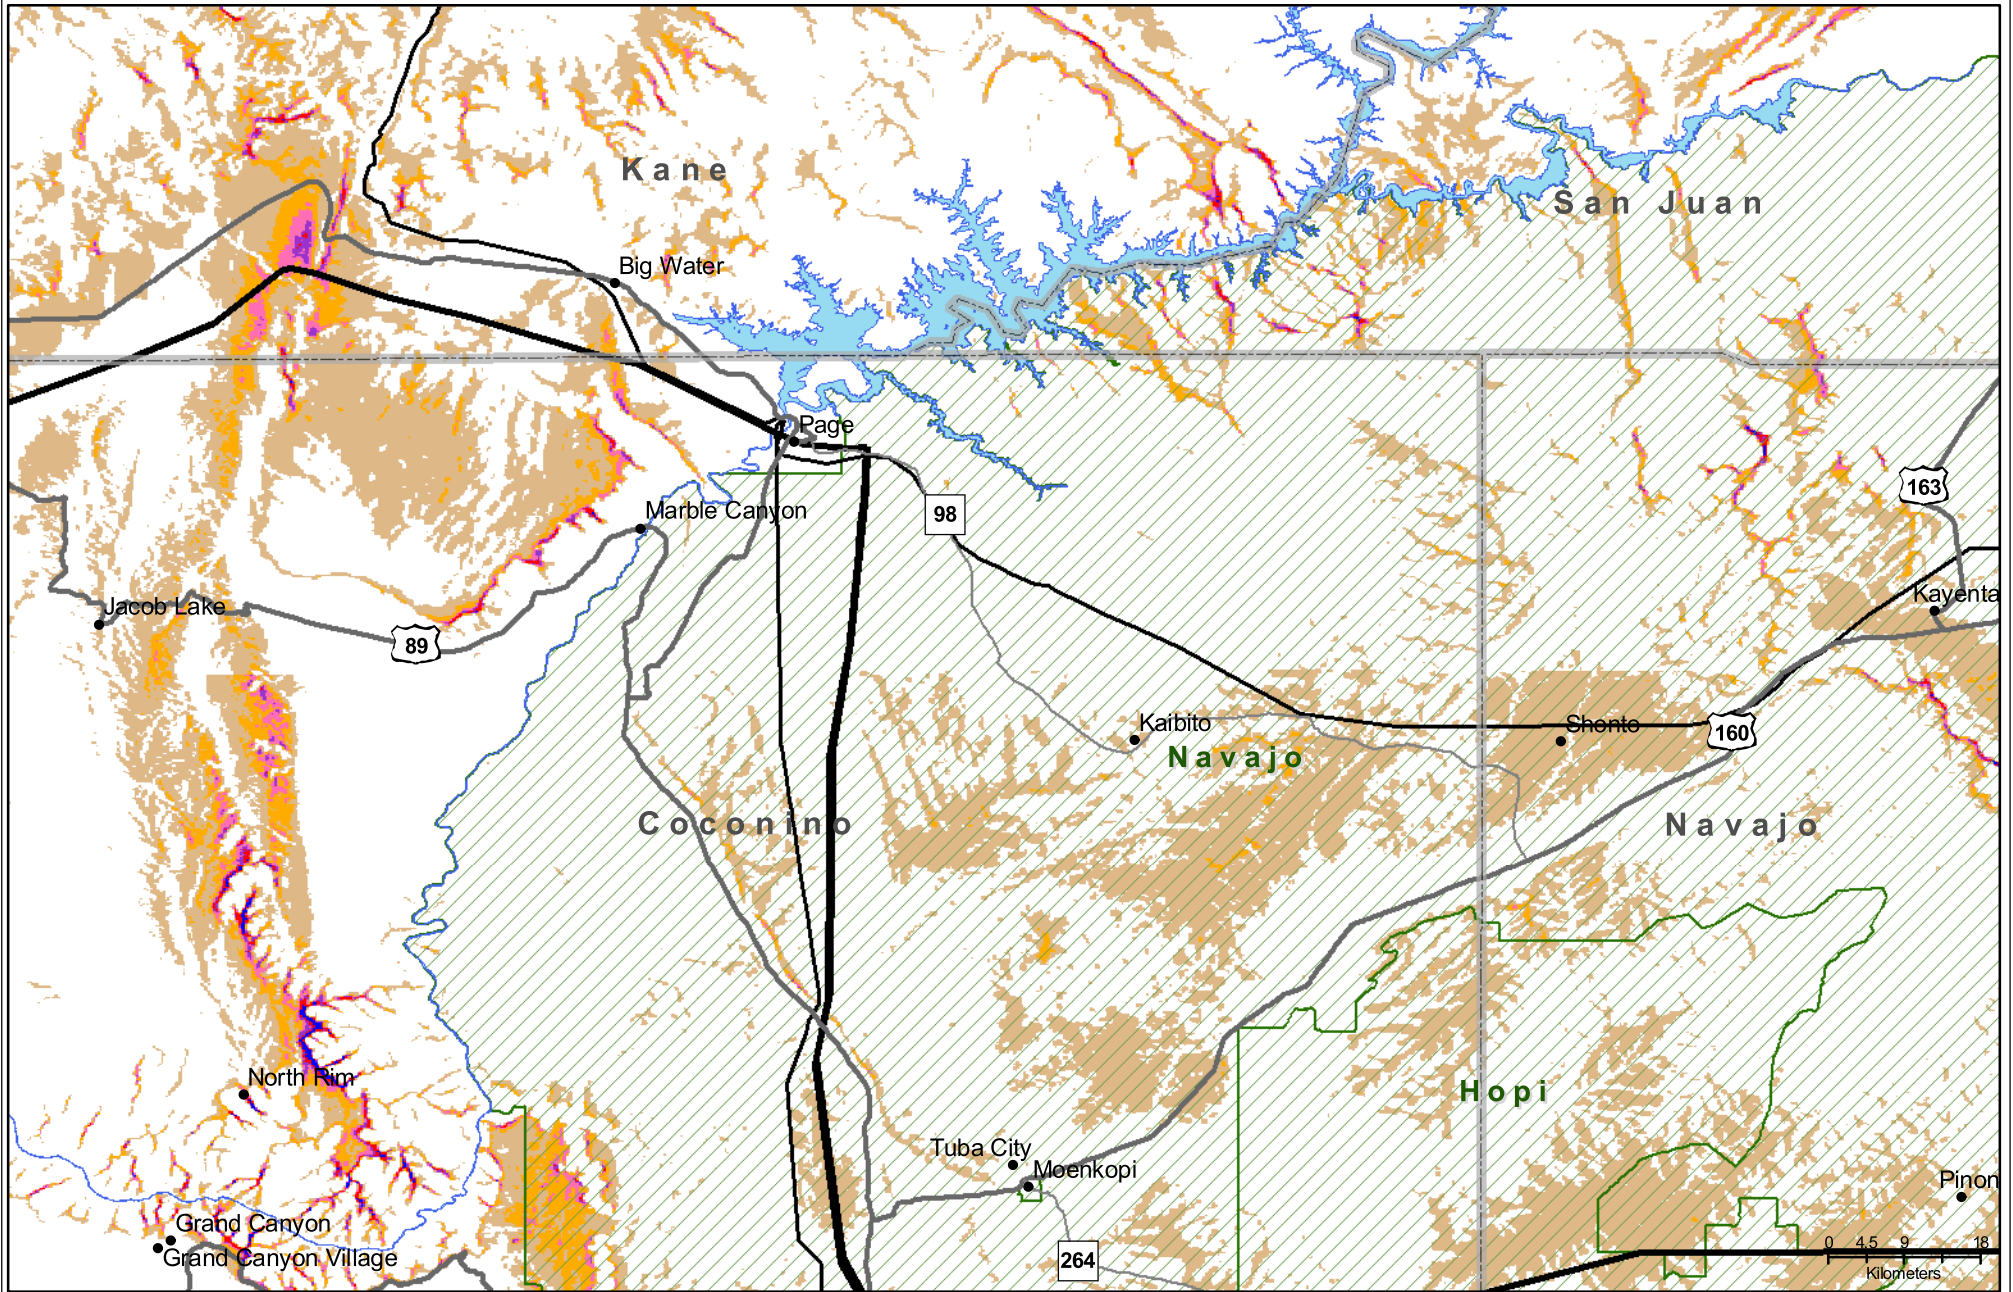 Kane
San Juan
Big Water
Page
163
98
Marble Canyon
Kayenta
Jacob Lake
89
Kaibito
Shonto
160
Navajo
Coconino
Navajo
North Rim
Hopi
Tuba City
Moenkopi
Pinon
Grand Canyon
Grand Canyon Village
264
0 4.5 9 18
Kilometers